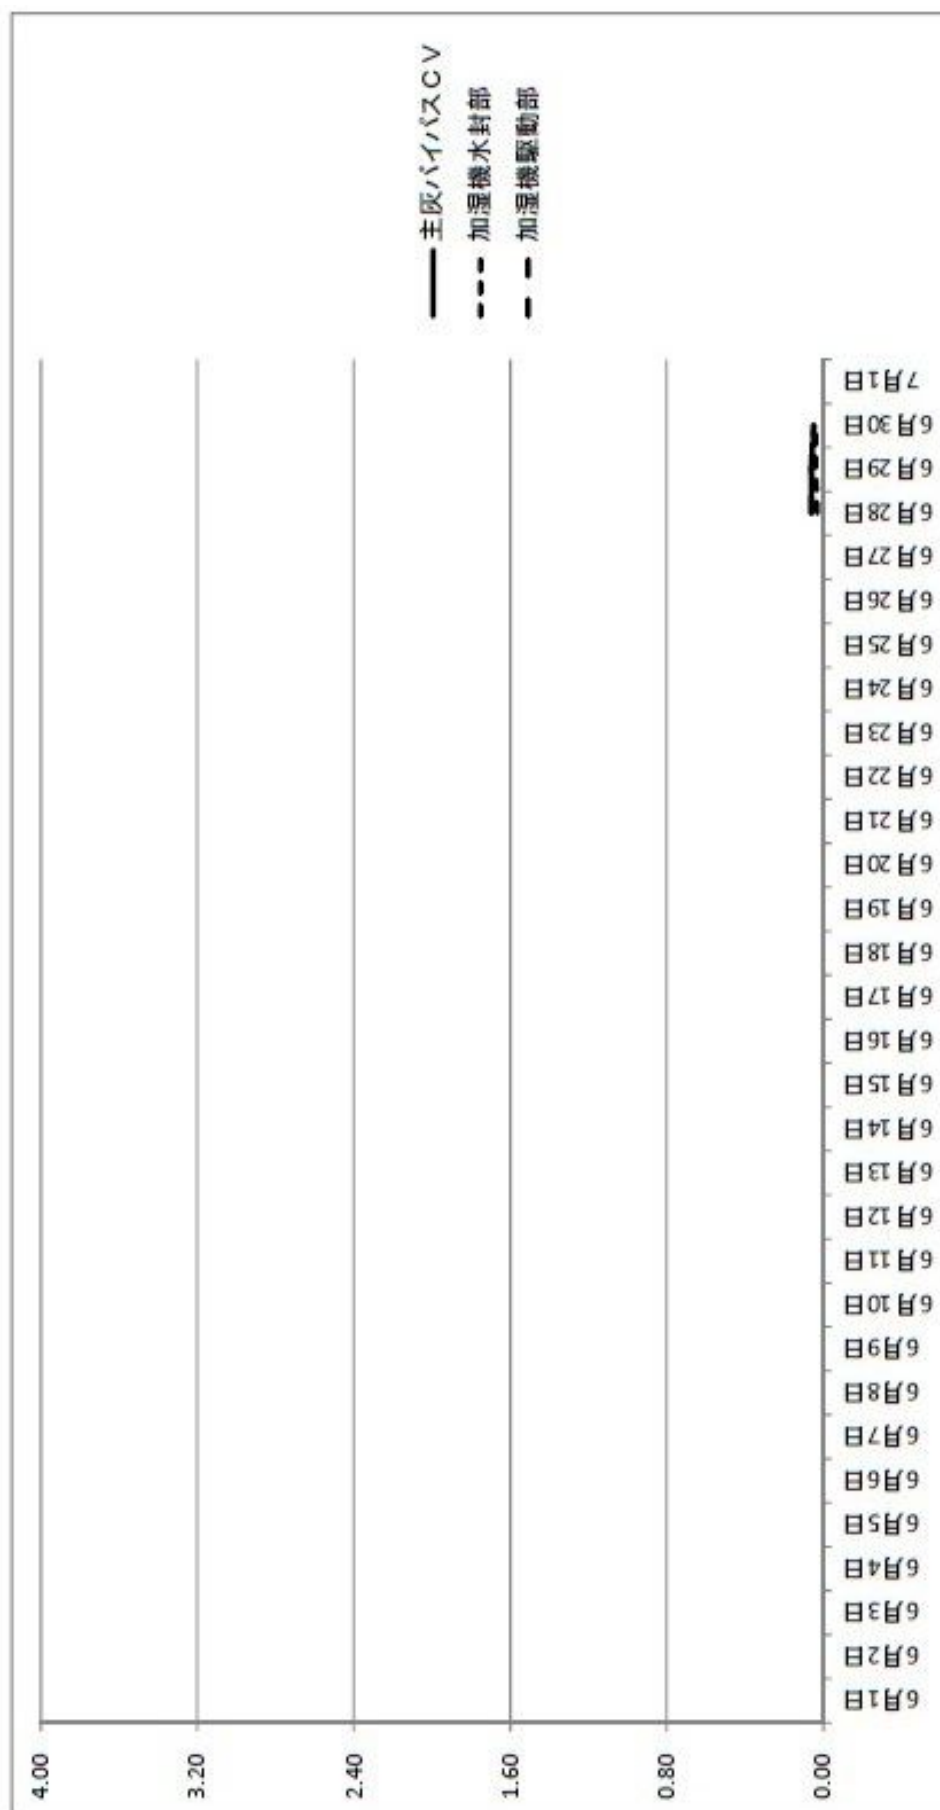 4.00
3.20
2.40
1.60
0.80
0.00
6月1日
6月2日
6月3日
6月4日
6月5日
6月6日
6月7日
6月8日
6月9日
6月10日
6月11日
6月12日
6月13日
6月14日
6月15日
6月16日
6月17日
6月18日
6月19日
6月20日
6月21日
6月22日
6月23日
6月24日
6月25日
6月26日
6月27日
6月28日
6月29日
6月30日
7月1日
主灰バイパスCV
加湿機水封部
加湿機駆動部